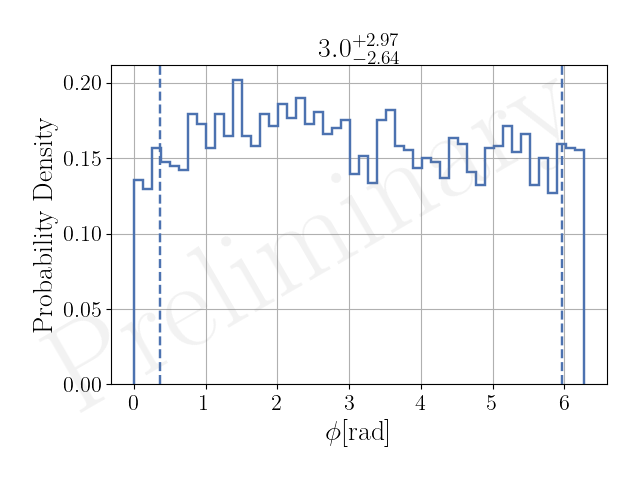 3.0^{+2.97}_{-2.64}
Probability Density
0.20
0.15
0.10
0.05
0.00
0 1 2 3 4 5 6
ϕ[rad]
Preliminary